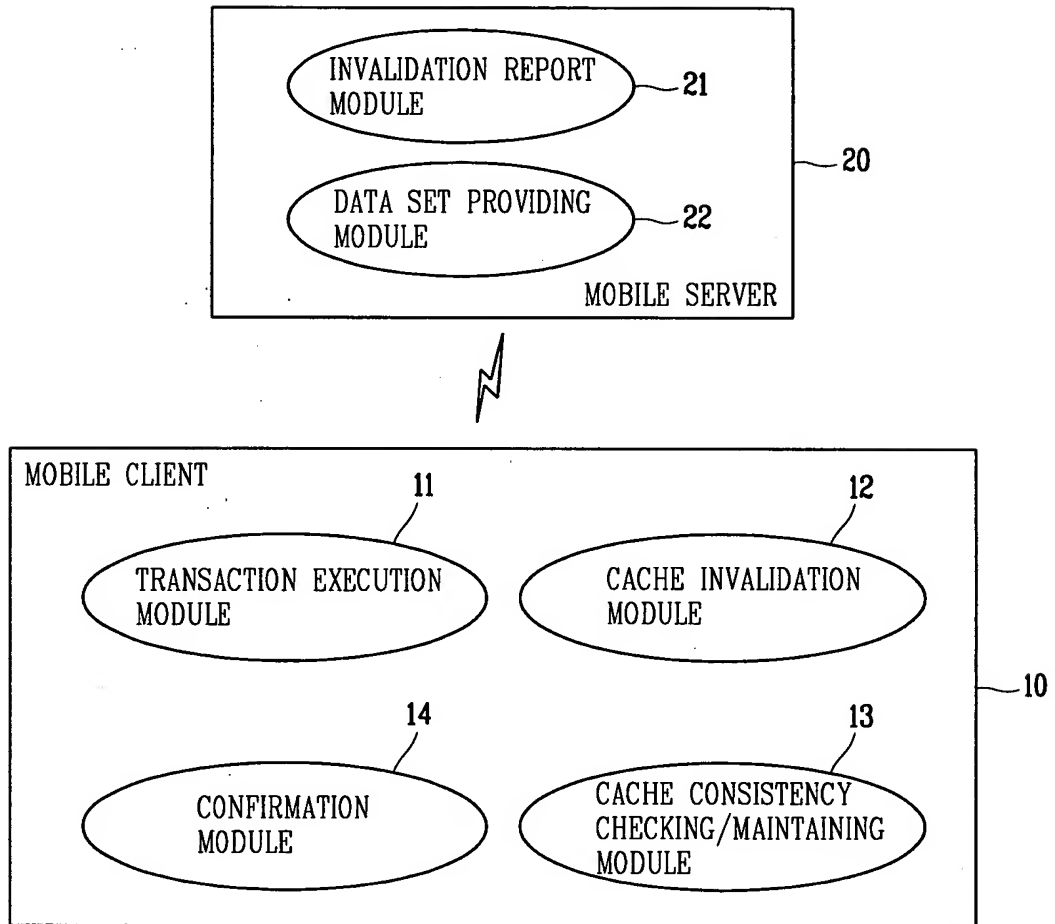 INVALIDATION REPORT
MODULE
21
DATA SET PROVIDING
MODULE
22
20
MOBILE SERVER
MOBILE CLIENT
11
12
TRANSACTION EXECUTION
MODULE
CACHE INVALIDATION
MODULE
10
14
13
CONFIRMATION
MODULE
CACHE CONSISTENCY
CHECKING/MAINTAINING
MODULE